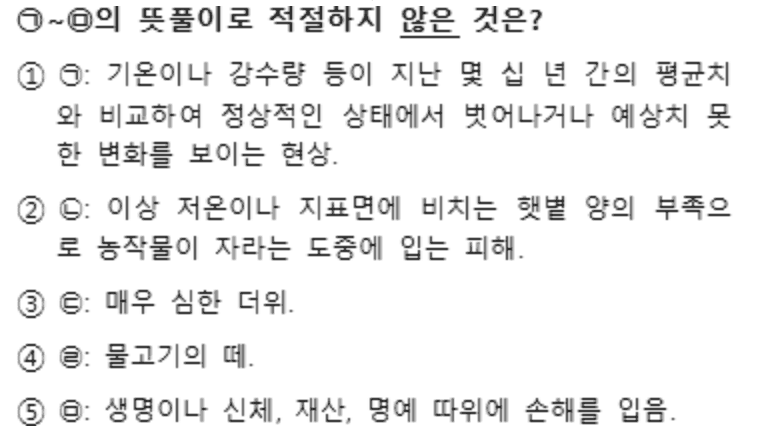 ㉠~㉤의 뜻풀이로 적절하지 않은 것은?
① ㉠: 기온이나 강수량 등이 지난 몇 십 년 간의 평균치
와 비교하여 정상적인 상태에서 벗어나거나 예상치 못
한 변화를 보이는 현상.
② ㉡: 이상 저온이나 지표면에 비치는 햇볕 양의 부족으
로 농작물이 자라는 도중에 입는 피해.
③ ㉢: 매우 심한 더위.
④ ㉣: 물고기의 떼.
⑤ ㉤: 생명이나 신체, 재산, 명예 따위에 손해를 입음.